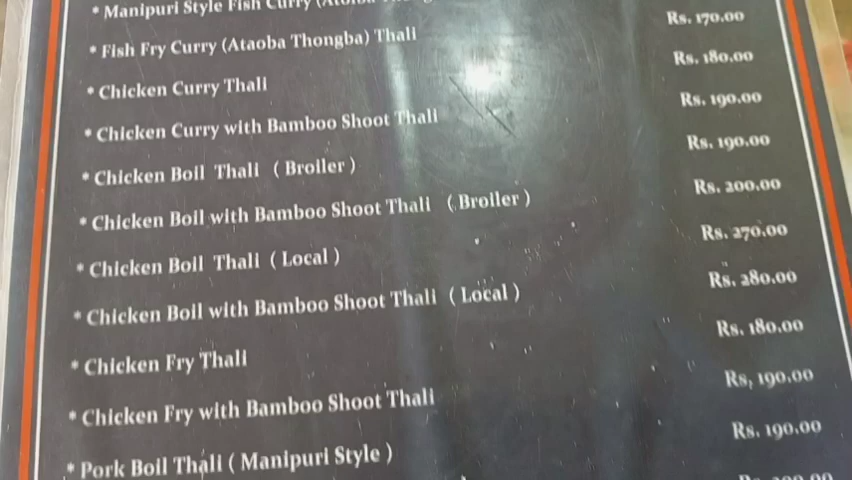 * Manipuri Style Fish Curry
* Fish Fry Curry (Ataoba Thongba) Thali Rs. 170.00
* Chicken Curry Thali Rs. 180.00
* Chicken Curry with Bamboo Shoot Thali Rs. 190.00
* Chicken Boil Thali ( Broiler ) Rs. 190.00
* Chicken Boil with Bamboo Shoot Thali ( Broiler ) Rs. 200.00
* Chicken Boil Thali ( Local ) Rs. 270.00
* Chicken Boil with Bamboo Shoot Thali ( Local ) Rs. 280.00
* Chicken Fry Thali Rs. 180.00
* Chicken Fry with Bamboo Shoot Thali Rs. 190.00
* Pork Boil Thali ( Manipuri Style ) Rs. 190.00